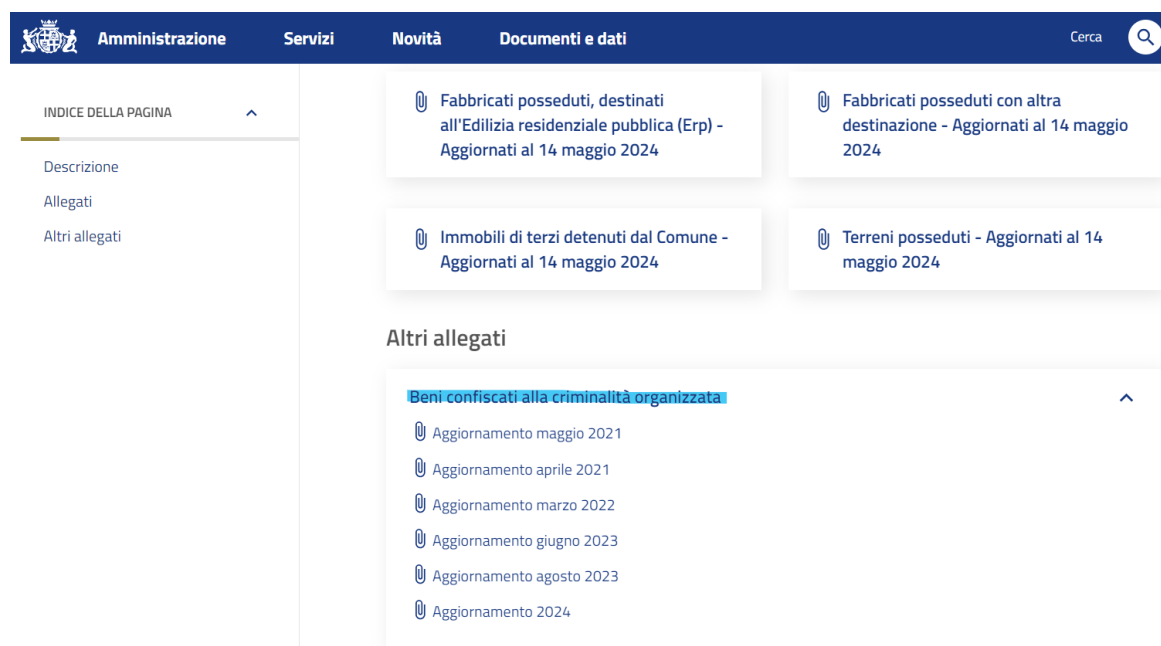 Amministrazione Servizi Novità Documenti e dati Cerca
INDICE DELLA PAGINA
Descrizione
Allegati
Altri allegati
Fabbricati posseduti, destinati
all'Edilizia residenziale pubblica (Erp) -
Aggiornati al 14 maggio 2024
Fabbricati posseduti con altra
destinazione - Aggiornati al 14 maggio
2024
Immobili di terzi detenuti dal Comune -
Aggiornati al 14 maggio 2024
Terreni posseduti - Aggiornati al 14
maggio 2024
Altri allegati
Beni confiscati alla criminalità organizzata
Aggiornamento maggio 2021
Aggiornamento aprile 2021
Aggiornamento marzo 2022
Aggiornamento giugno 2023
Aggiornamento agosto 2023
Aggiornamento 2024